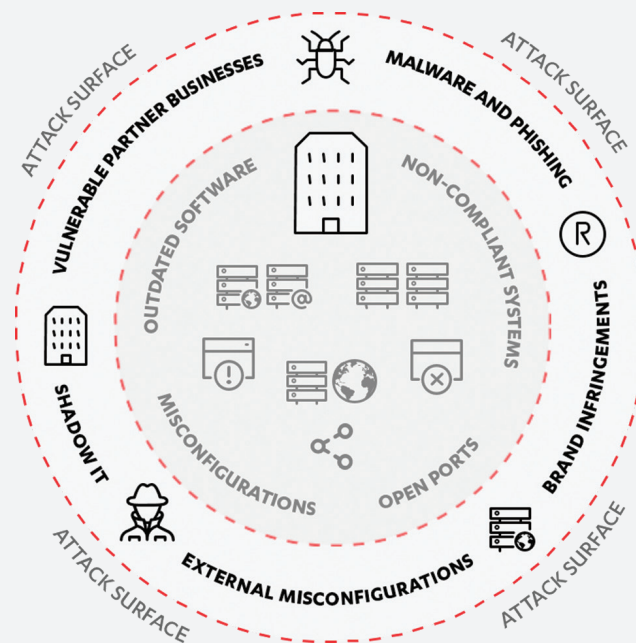 ATTACK SURFACE
ATTACK SURFACE
VULNERABLE PARTNER BUSINESSES
MALWARE AND PHISHING
OUTDATED SOFTWARE
NON-COMPLIANT SYSTEMS
R
@
!
BRAND INFRINGEMENTS
SHADOW IT
MISCONFIGURATIONS
OPEN PORTS
EXTERNAL MISCONFIGURATIONS
ATTACK SURFACE
ATTACK SURFACE